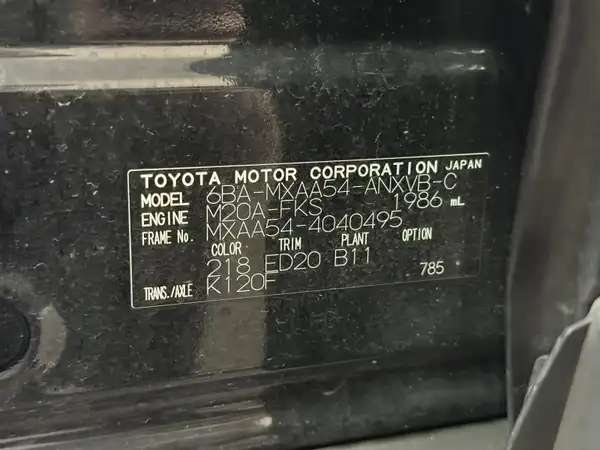 TOYOTA MOTOR CORPORATION JAPAN
MODEL 6BA-MXAA54-ANXVB-C
ENGINE M20A-FKS 1986 mL
FRAME No. MXAA54-4040495
COLOR TRIM PLANT OPTION
218 ED20 B11
TRANS./AXLE K120F 785